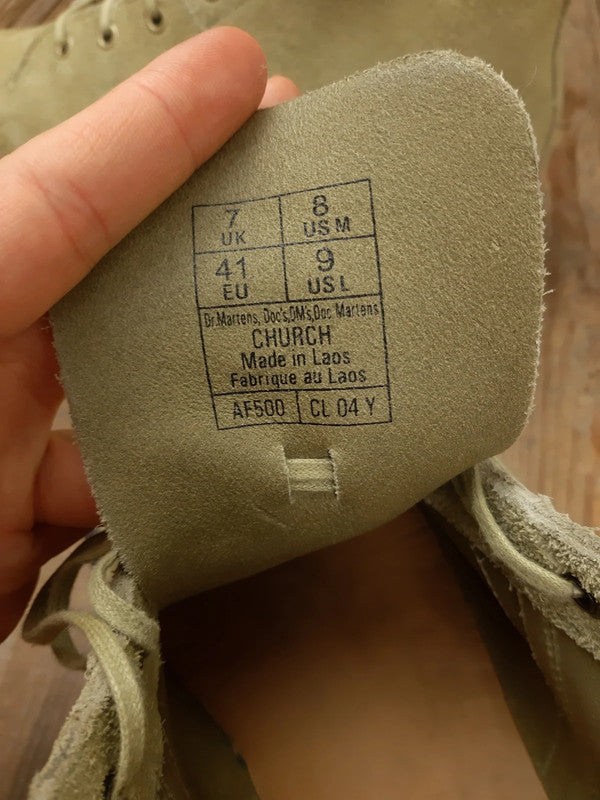 7 8
UK US M
41 9
EU US L
Dr.Martens, Doc's,DM's,Doc Martens
CHURCH
Made in Laos
Fabrique au Laos
AF500 CL 04 Y